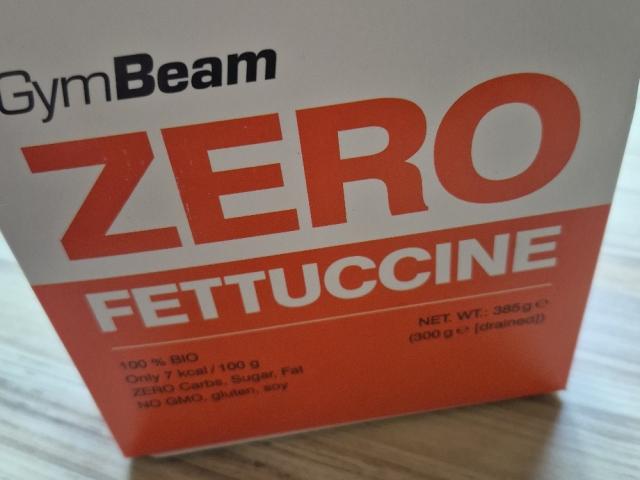 GymBeam
ZERO
FETTUCCINE
NET. WT.: 385g e
(300 g e [drained])
100 % BIO
Only 7 kcal / 100 g
ZERO Carbs, Sugar, Fat
NO GMO, gluten, soy